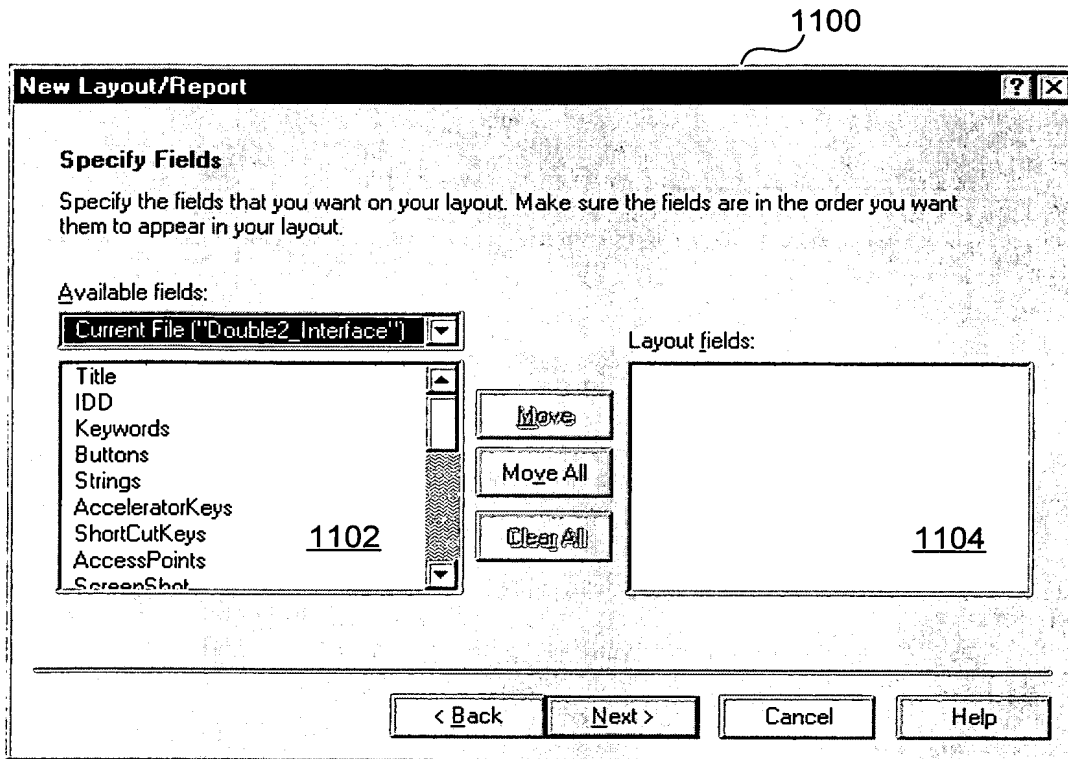 1100
New Layout/Report
Specify Fields
Specify the fields that you want on your layout. Make sure the fields are in the order you want
them to appear in your layout.
Available fields:
Current File ("Double2_Interface")
Layout fields:
Title
IDD
Keywords
Buttons
Strings
AcceleratorKeys
ShortCutKeys
AccessPoints
ScreenShot
1102
Move
Move All
Clear All
1104
< Back
Next >
Cancel
Help